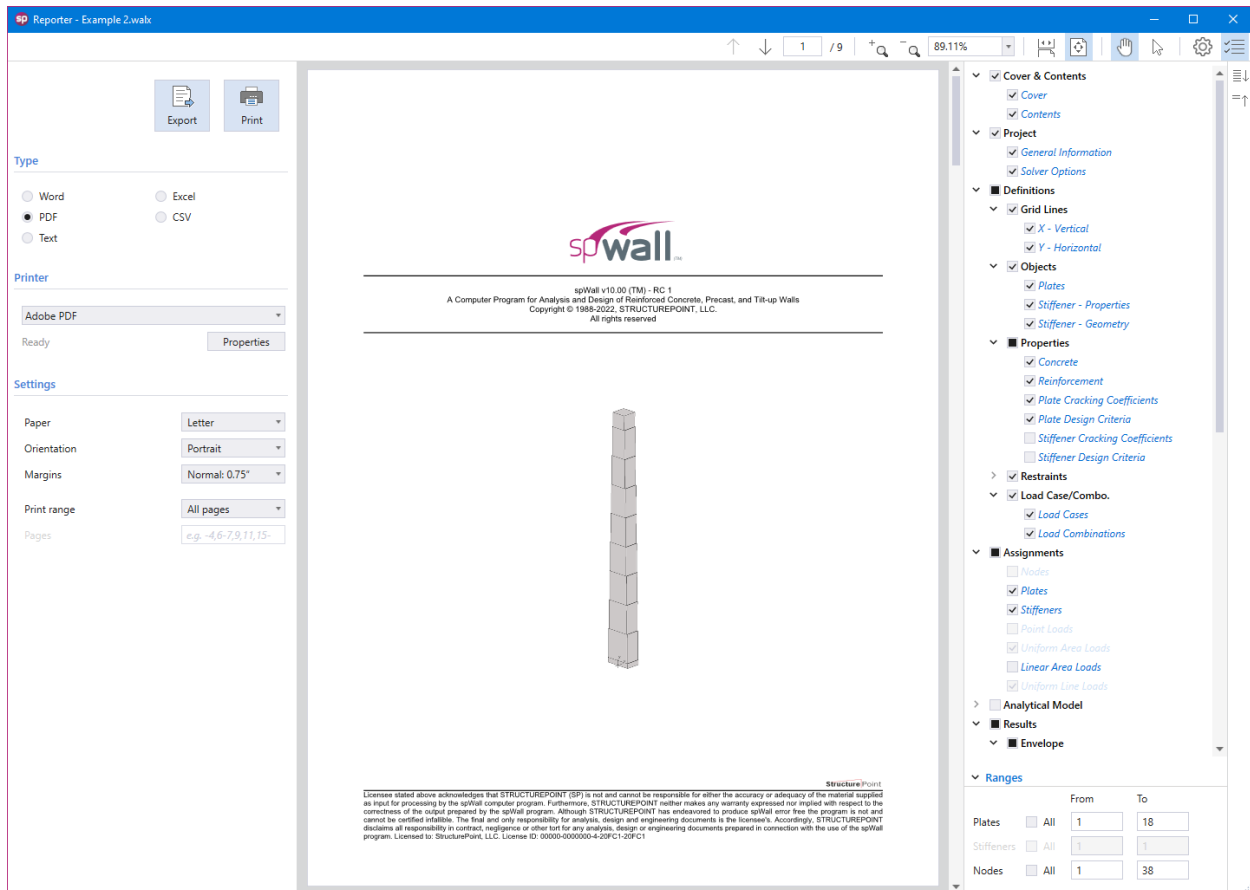 sp Reporter - Example 2.walx
1 / 9
89.11%
Export
Print
Type
Word
Excel
PDF
CSV
Text
Printer
Adobe PDF
Ready
Properties
Settings
Paper
Letter
Orientation
Portrait
Margins
Normal: 0.75"
Print range
All pages
Pages
e.g. -4,6-7,9,11,15-
spwall
spWall v10.00 (TM) - RC 1
A Computer Program for Analysis and Design of Reinforced Concrete, Precast, and Tilt-up Walls
Copyright © 1988-2022, STRUCTUREPOINT, LLC.
All rights reserved
StructurePoint
Licensee stated above acknowledges that STRUCTUREPOINT (SP) is not and cannot be responsible for either the accuracy or adequacy of the material supplied
as input for processing by the spWall computer program. Furthermore, STRUCTUREPOINT neither makes any warranty expressed nor implied with respect to the
correctness of the output prepared by the spWall program. Although STRUCTUREPOINT has endeavored to produce spWall error free the program is not and
cannot be certified infallible. The final and only responsibility for analysis, design and engineering documents is the licensee's. Accordingly, STRUCTUREPOINT
disclaims all responsibility in contract, negligence or other tort for any analysis, design or engineering documents prepared in connection with the use of the spWall
program. Licensed to: StructurePoint, LLC. License ID: 00000-0000000-4-20FC1-20FC1
Cover & Contents
Cover
Contents
Project
General Information
Solver Options
Definitions
Grid Lines
X - Vertical
Y - Horizontal
Objects
Plates
Stiffener - Properties
Stiffener - Geometry
Properties
Concrete
Reinforcement
Plate Cracking Coefficients
Plate Design Criteria
Stiffener Cracking Coefficients
Stiffener Design Criteria
Restraints
Load Case/Combo.
Load Cases
Load Combinations
Assignments
Nodes
Plates
Stiffeners
Point Loads
Uniform Area Loads
Linear Area Loads
Uniform Line Loads
Analytical Model
Results
Envelope
Ranges
From To
Plates All 1 18
Stiffeners All 1 1
Nodes All 1 38